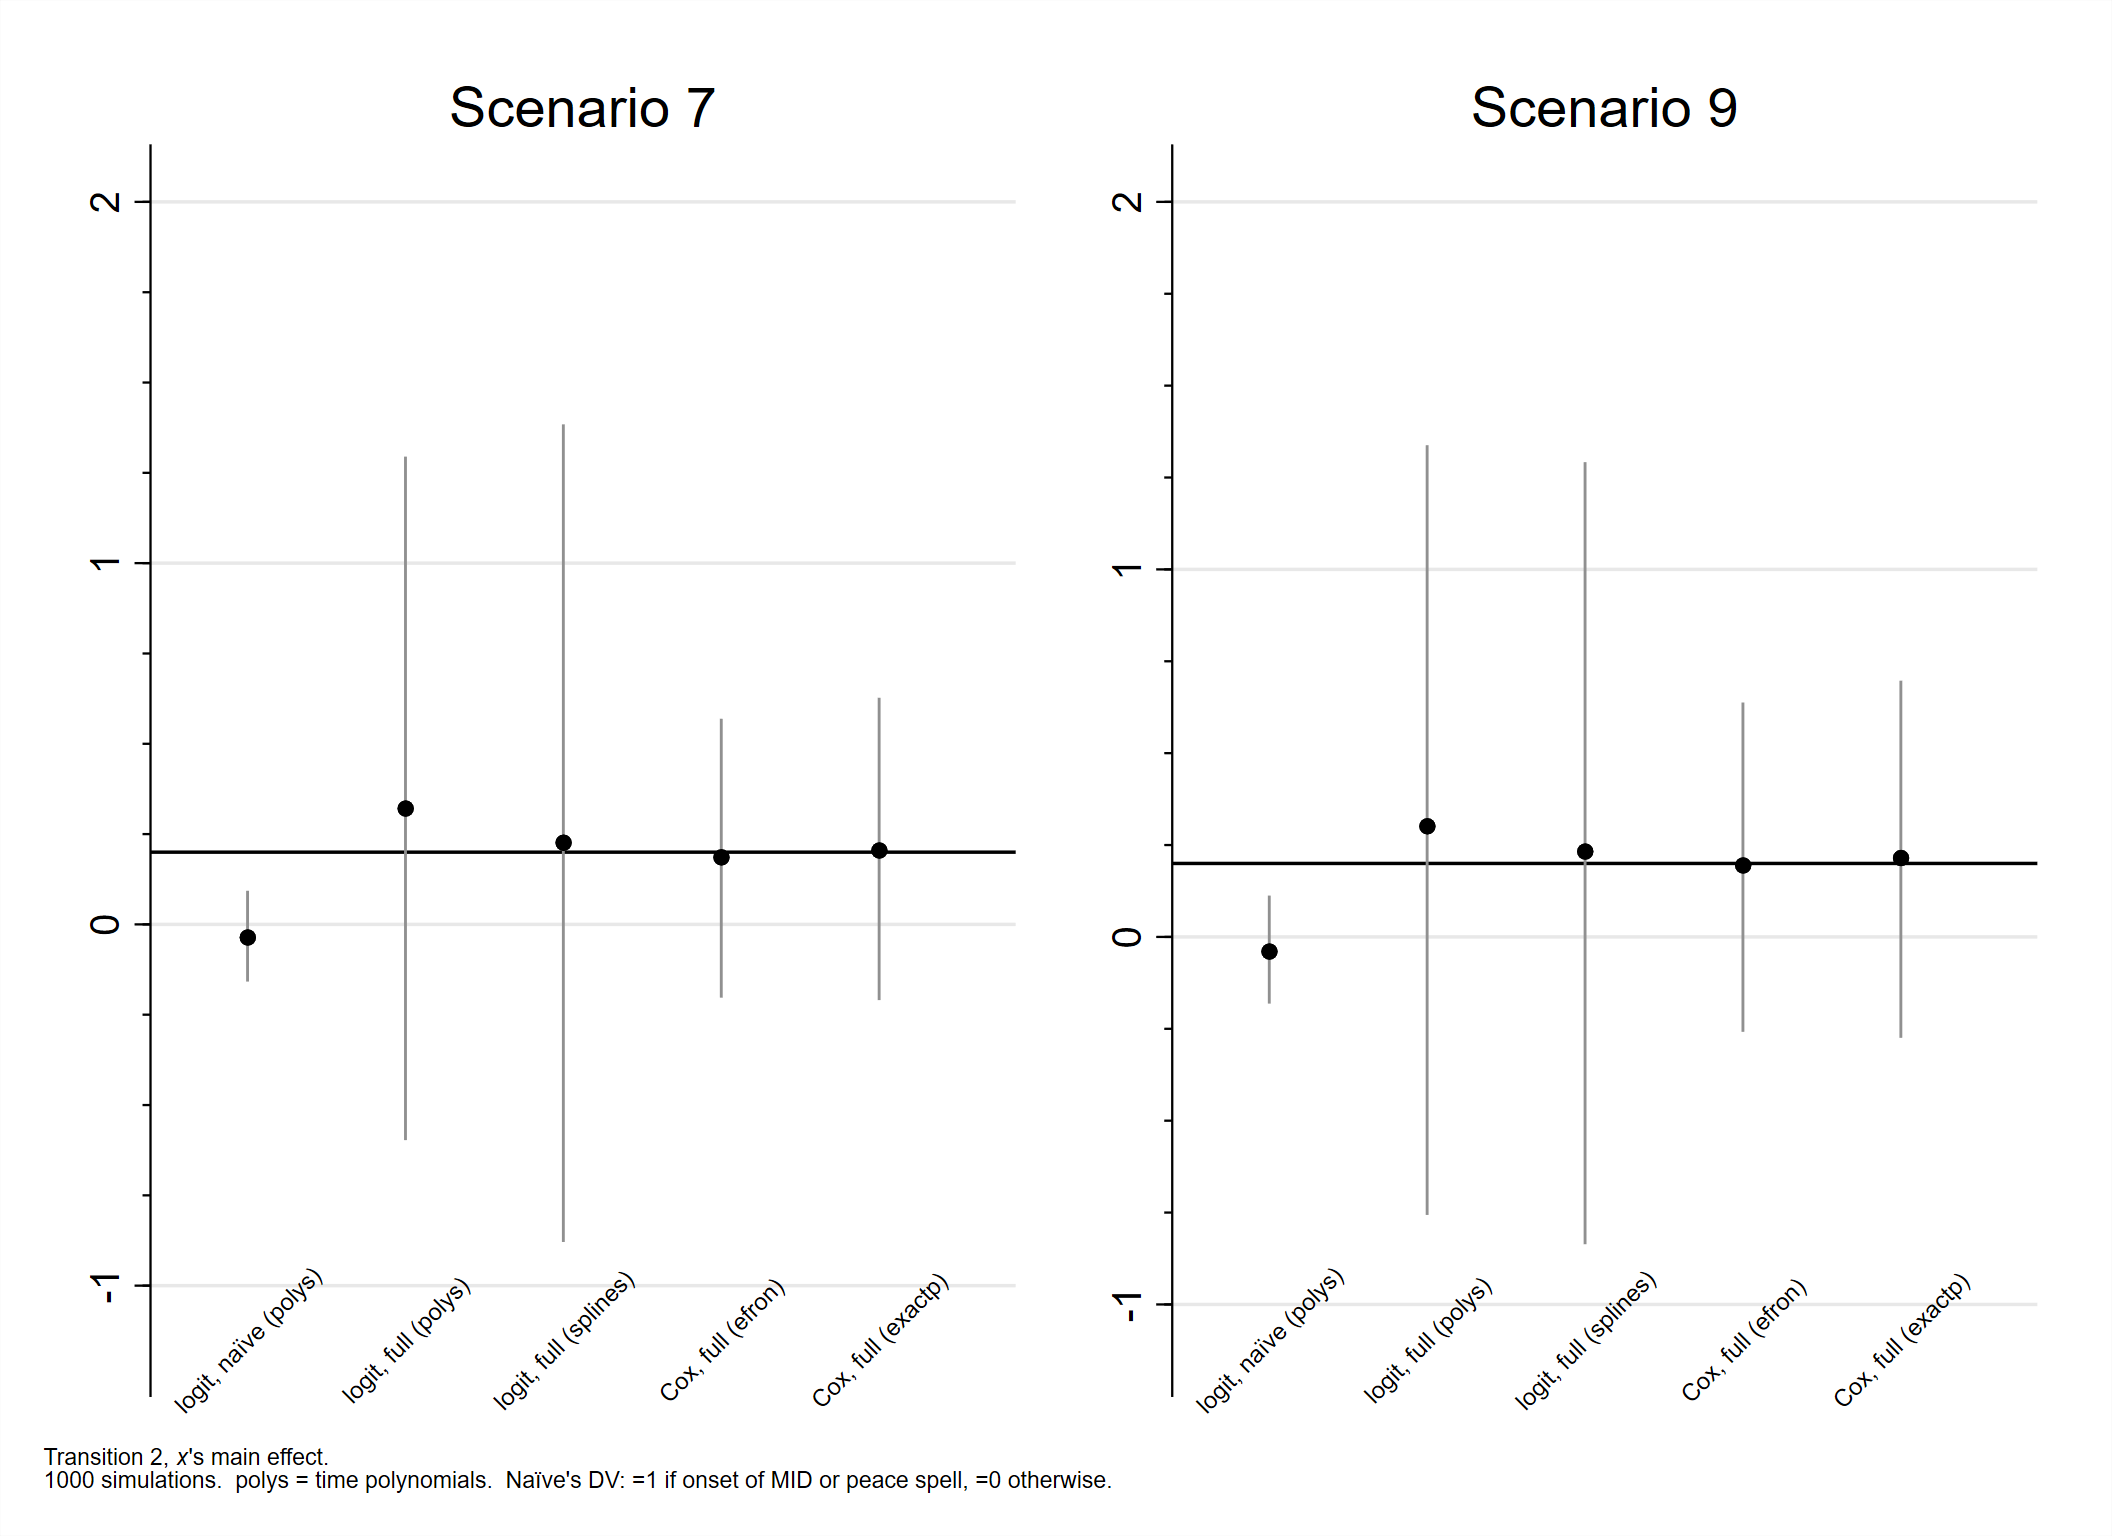 Scenario 7
2
1
0
-1
logit, naïve (polys)
logit, full (polys)
logit, full (splines)
Cox, full (efron)
Cox, full (exactp)
Scenario 9
2
1
0
-1
logit, naïve (polys)
logit, full (polys)
logit, full (splines)
Cox, full (efron)
Cox, full (exactp)
Transition 2, x's main effect.
1000 simulations.  polys = time polynomials.  Naïve's DV: =1 if onset of MID or peace spell, =0 otherwise.